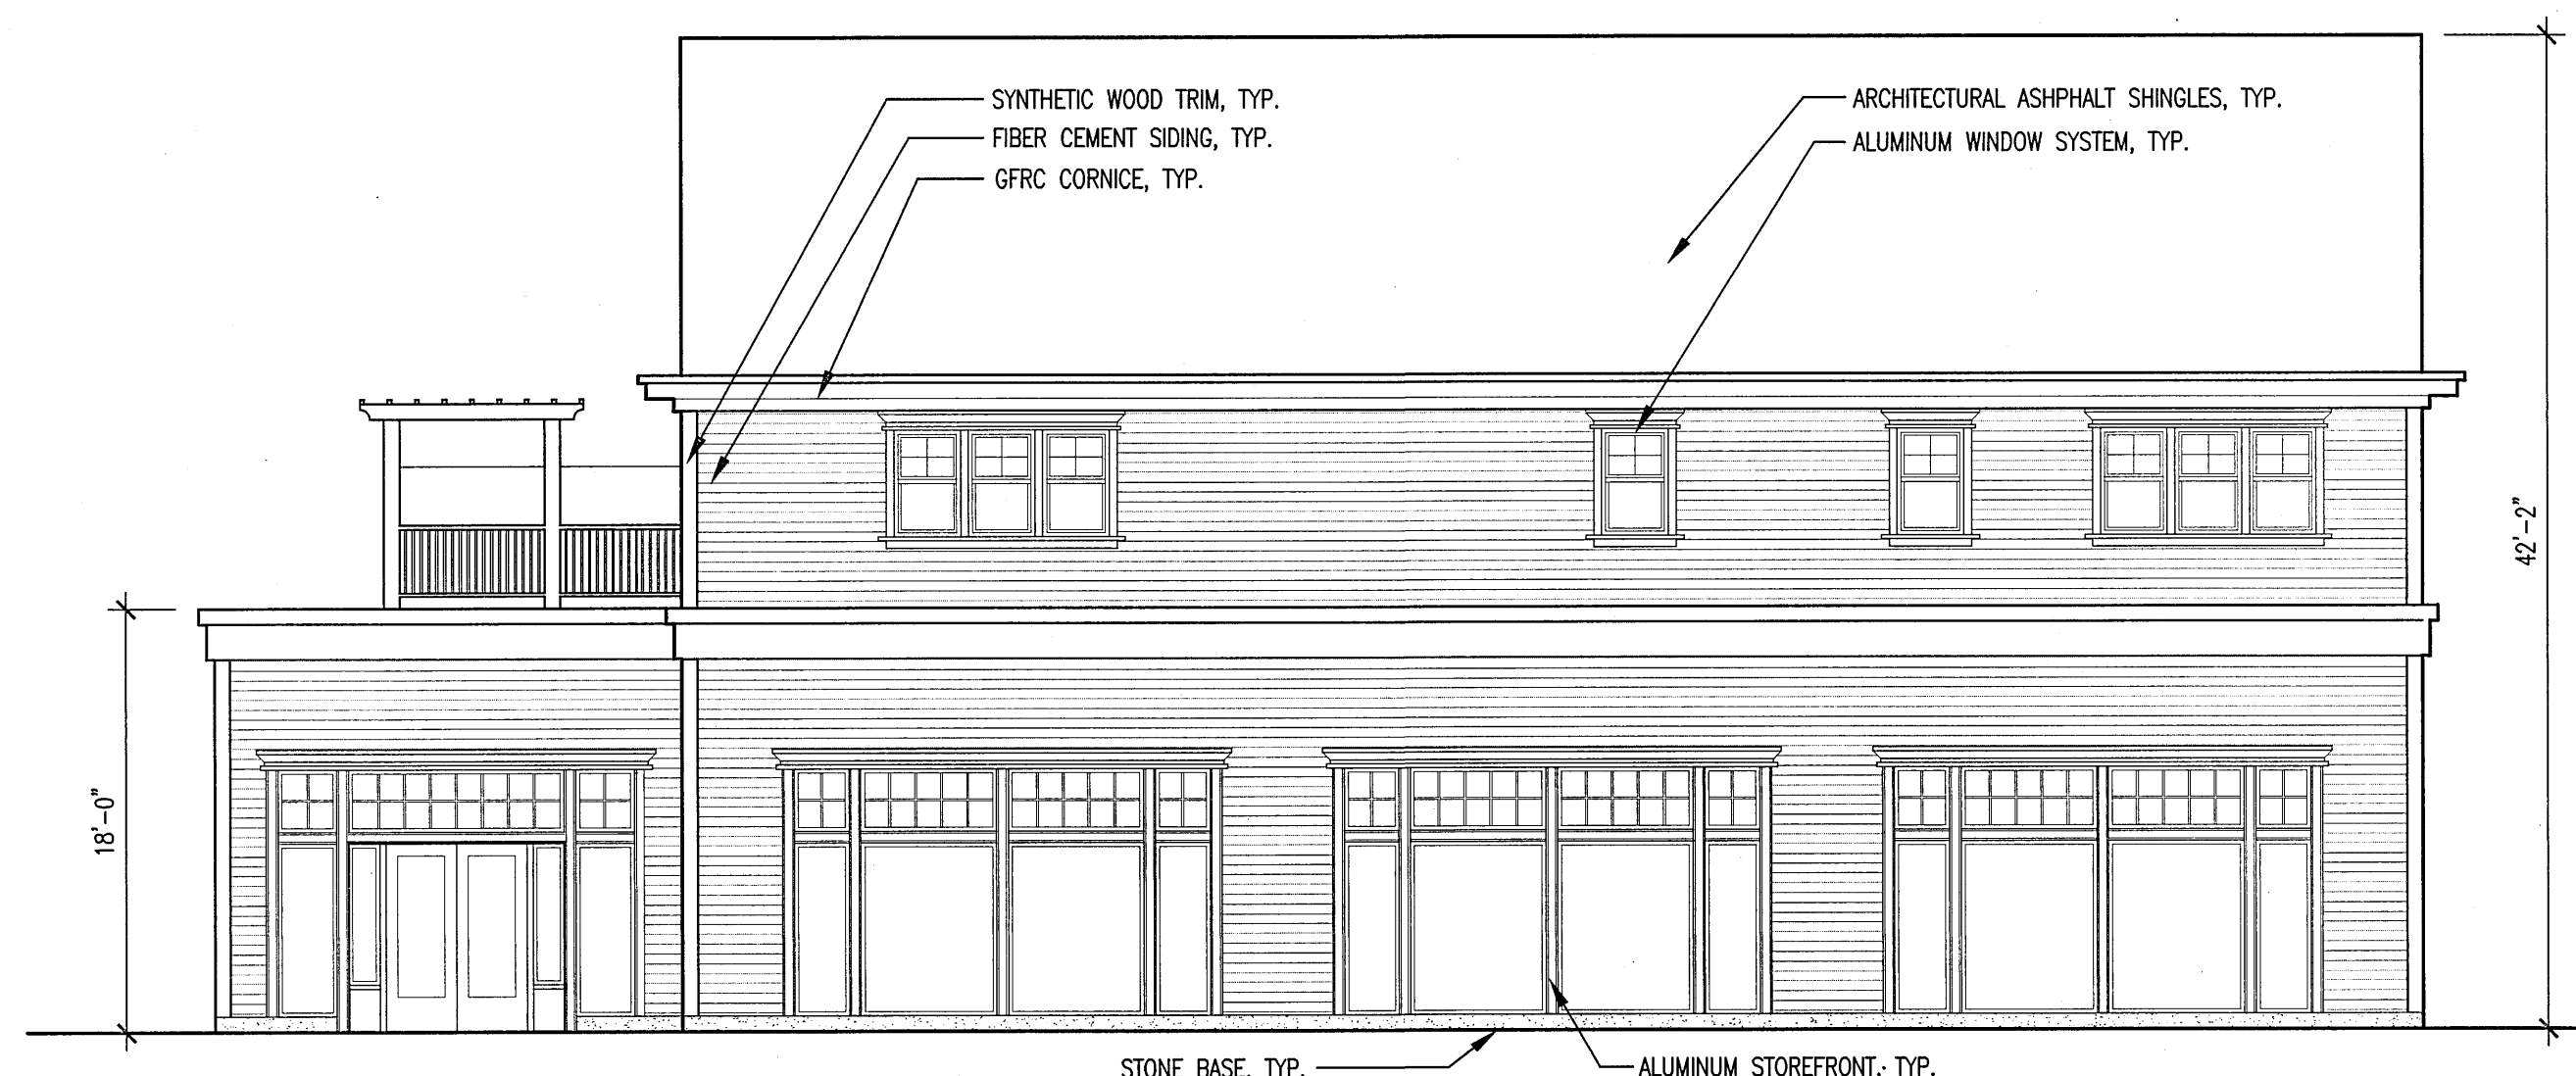 SYNTHETIC WOOD TRIM, TYP.
FIBER CEMENT SIDING, TYP.
GFRC CORNICE, TYP.
ARCHITECTURAL ASHPHALT SHINGLES, TYP.
ALUMINUM WINDOW SYSTEM, TYP.
42'-2"
18'-0"
STONE BASE, TYP.
ALUMINUM STOREFRONT, TYP.